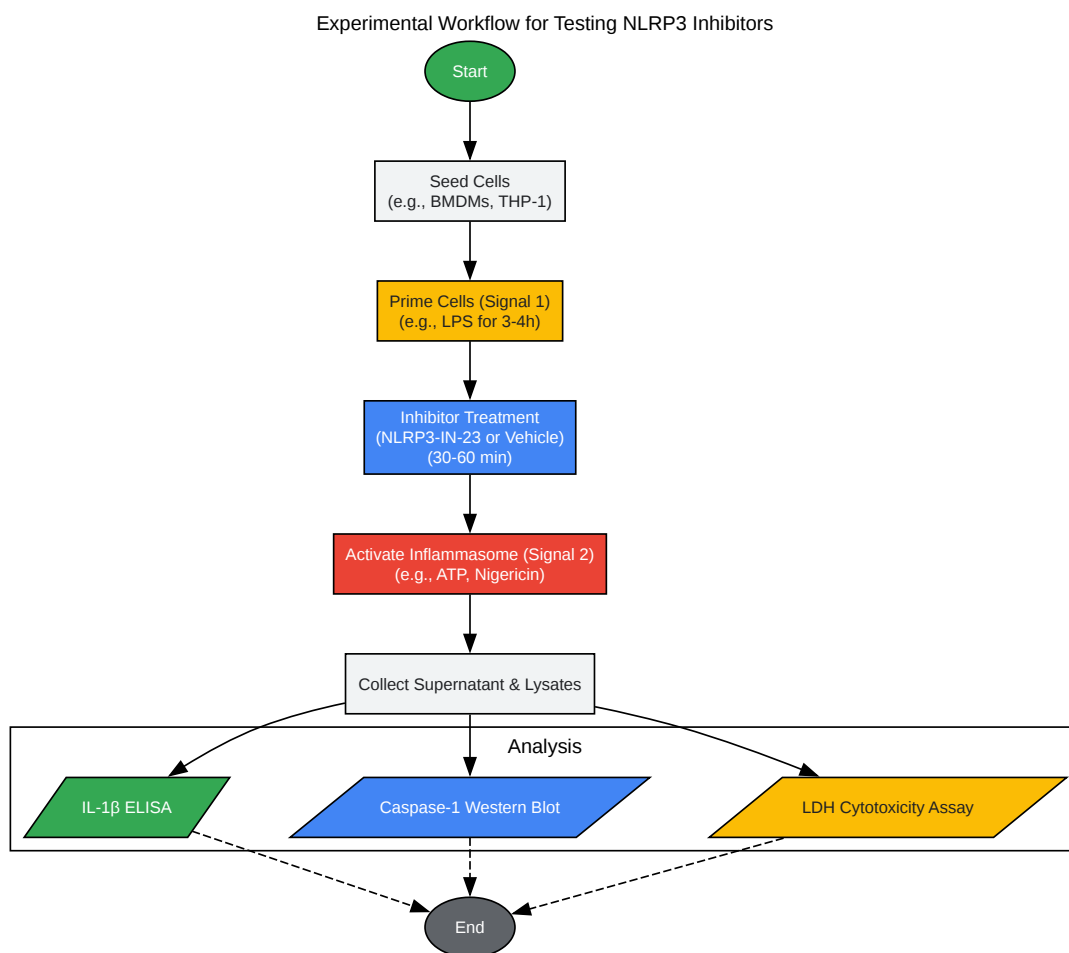 Experimental Workflow for Testing NLRP3 Inhibitors
Start
Seed Cells
(e.g., BMDMs, THP-1)
Prime Cells (Signal 1)
(e.g., LPS for 3-4h)
Inhibitor Treatment
(NLRP3-IN-23 or Vehicle)
(30-60 min)
Activate Inflammasome (Signal 2)
(e.g., ATP, Nigericin)
Collect Supernatant & Lysates
Analysis
IL-1β ELISA
Caspase-1 Western Blot
LDH Cytotoxicity Assay
End